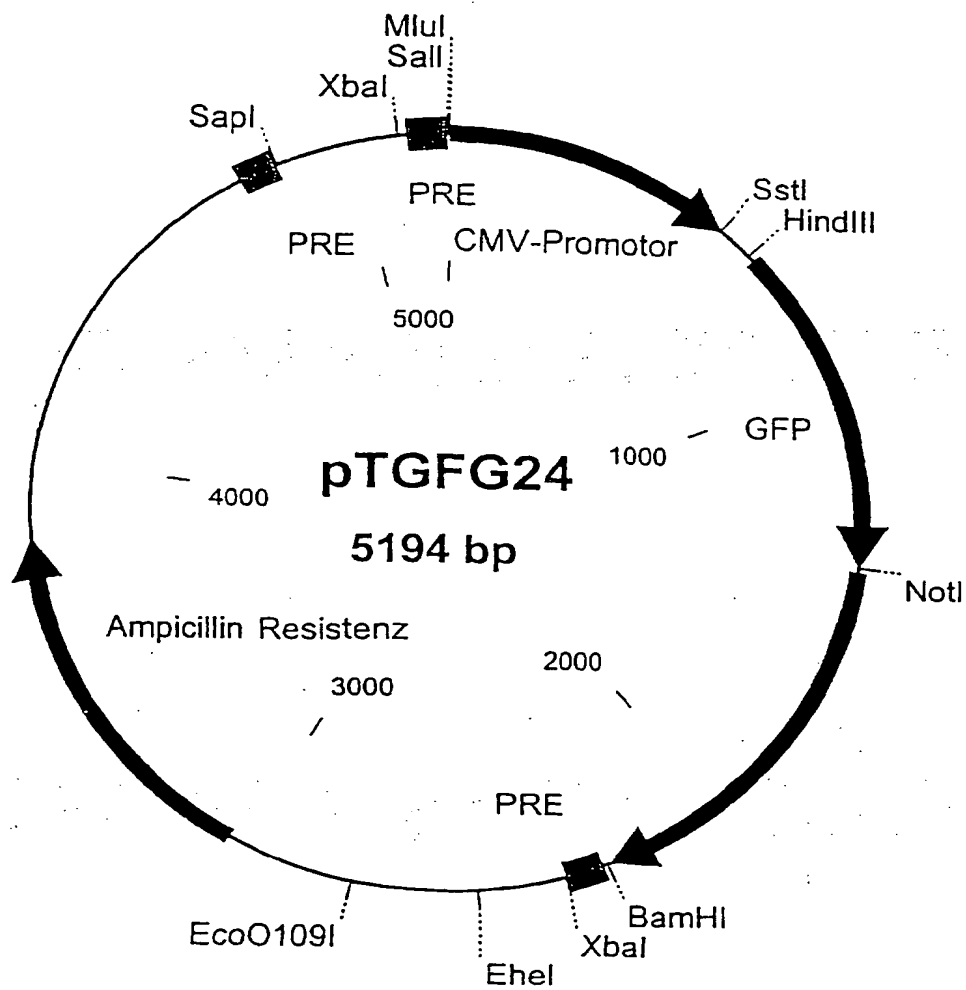 MluI
SalI
XbaI
SapI
SstI
HindIII
PRE
PRE
CMV-Promotor
5000
GFP
1000
pTGFG24
4000
5194 bp
NotI
Ampicillin Resistenz
2000
3000
PRE
BamHI
EcoO109I
XbaI
EheI